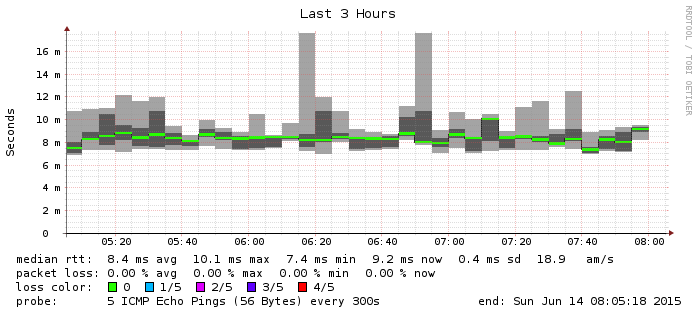 Last 3 Hours
RRDTOOL / TOBI OETIKER
Seconds
16 m
14 m
12 m
10 m
8 m
6 m
4 m
2 m
0
05:20 05:40 06:00 06:20 06:40 07:00 07:20 07:40 08:00
median rtt: 8.4 ms avg 10.1 ms max 7.4 ms min 9.2 ms now 0.4 ms sd 18.9 am/s
packet loss: 0.00 % avg 0.00 % max 0.00 % min 0.00 % now
loss color: 0 1/5 2/5 3/5 4/5
probe: 5 ICMP Echo Pings (56 Bytes) every 300s end: Sun Jun 14 08:05:18 2015